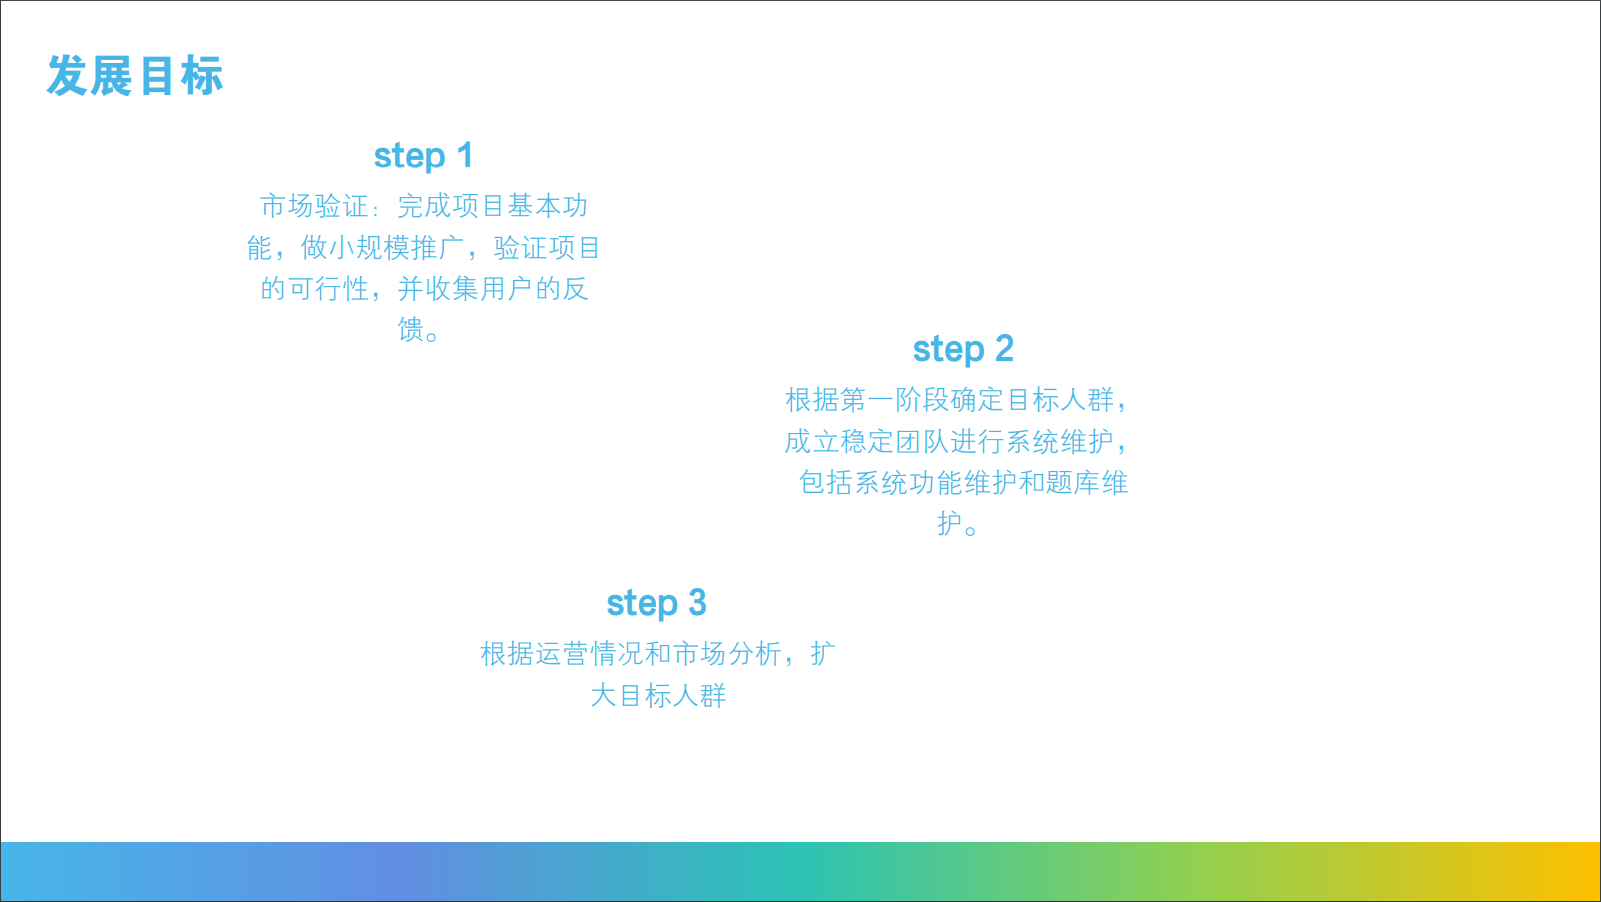 发展目标
step 1
市场验证：完成项目基本功
能，做小规模推广，验证项目
的可行性，并收集用户的反
馈。
step 2
根据第一阶段确定目标人群，
成立稳定团队进行系统维护，
包括系统功能维护和题库维
护。
step 3
根据运营情况和市场分析，扩
大目标人群